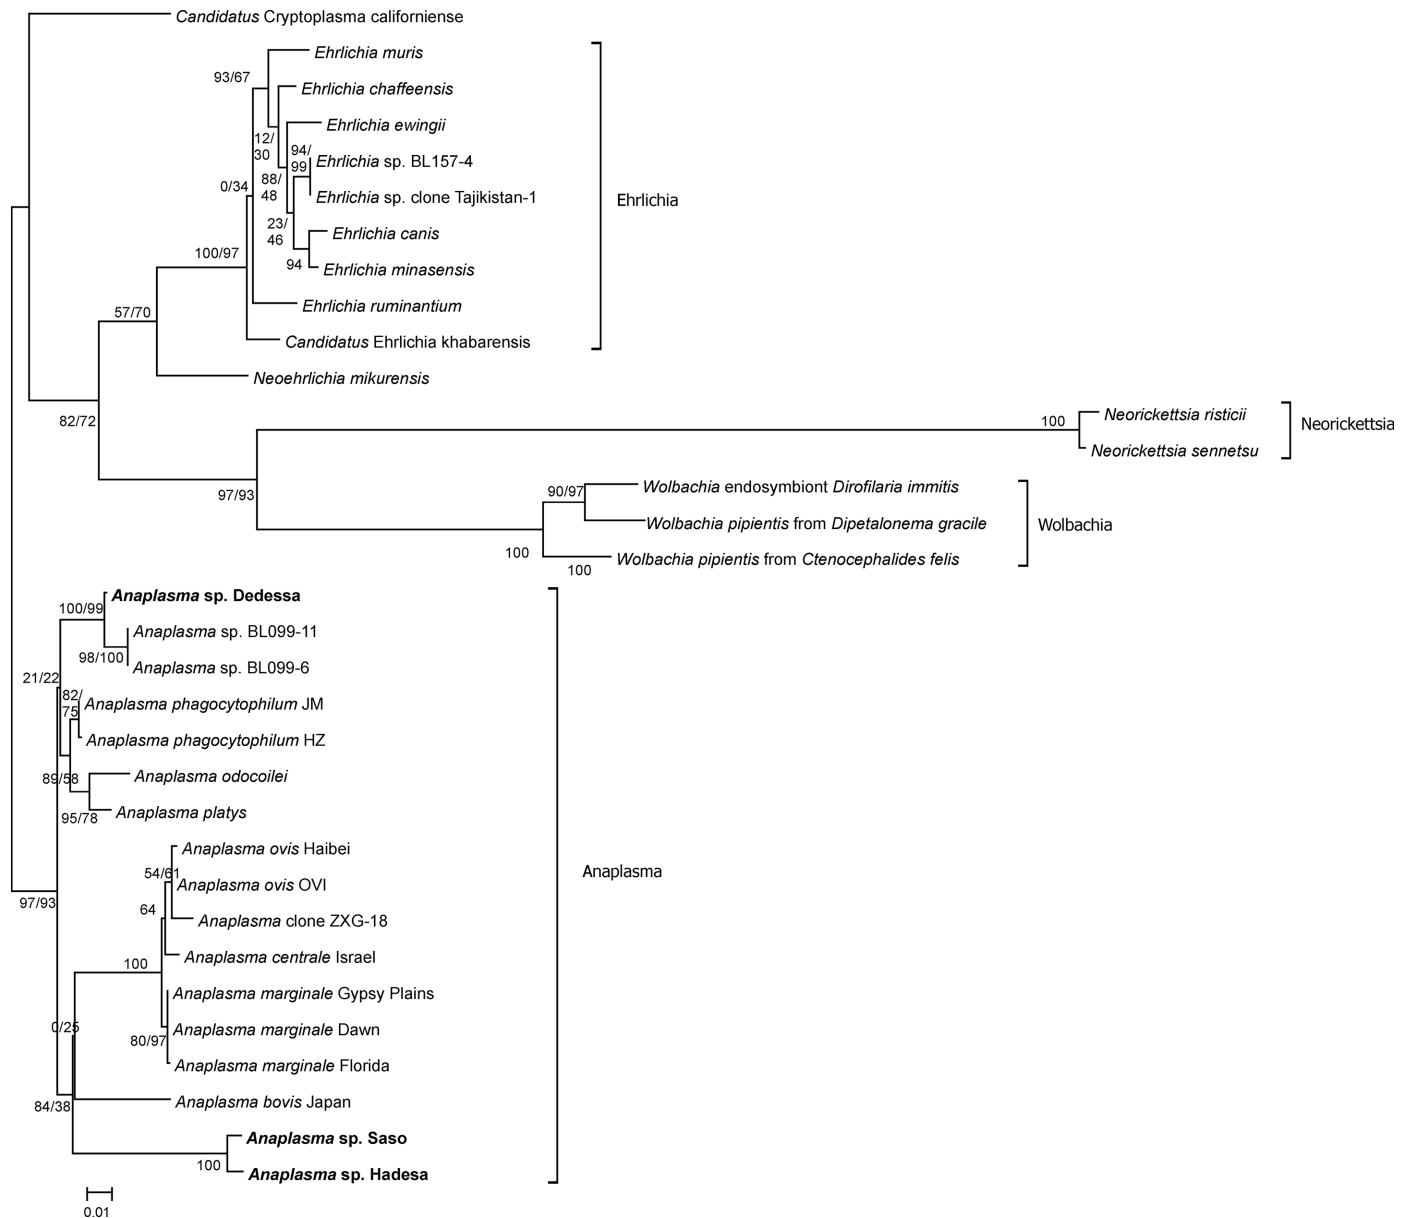 Candidatus Cryptoplasma californiense
Ehrlichia muris
93/67
Ehrlichia chaffeensis
Ehrlichia ewingii
12/
30
94/
99
Ehrlichia sp. BL157-4
88/
48
0/34
Ehrlichia sp. clone Tajikistan-1
Ehrlichia
23/
46
Ehrlichia canis
100/97
94
Ehrlichia minasensis
Ehrlichia ruminantium
57/70
Candidatus Ehrlichia khabarensis
Neoehrlichia mikurensis
82/72
100
Neorickettsia risticii
Neorickettsia
Neorickettsia sennetsu
97/93
90/97
Wolbachia endosymbiont Dirofilaria immitis
Wolbachia pipientis from Dipetalonema gracile
Wolbachia
100
Wolbachia pipientis from Ctenocephalides felis
100
Anaplasma sp. Dedessa
100/99
Anaplasma sp. BL099-11
98/100
Anaplasma sp. BL099-6
21/22
82/
75
Anaplasma phagocytophilum JM
Anaplasma phagocytophilum HZ
89/58
Anaplasma odocoilei
95/78
Anaplasma platys
Anaplasma ovis Haibei
54/61
Anaplasma
Anaplasma ovis OVI
97/93
64
Anaplasma clone ZXG-18
Anaplasma centrale Israel
100
Anaplasma marginale Gypsy Plains
0/25
Anaplasma marginale Dawn
80/97
Anaplasma marginale Florida
84/38
Anaplasma bovis Japan
Anaplasma sp. Saso
100
Anaplasma sp. Hadesa
0.01